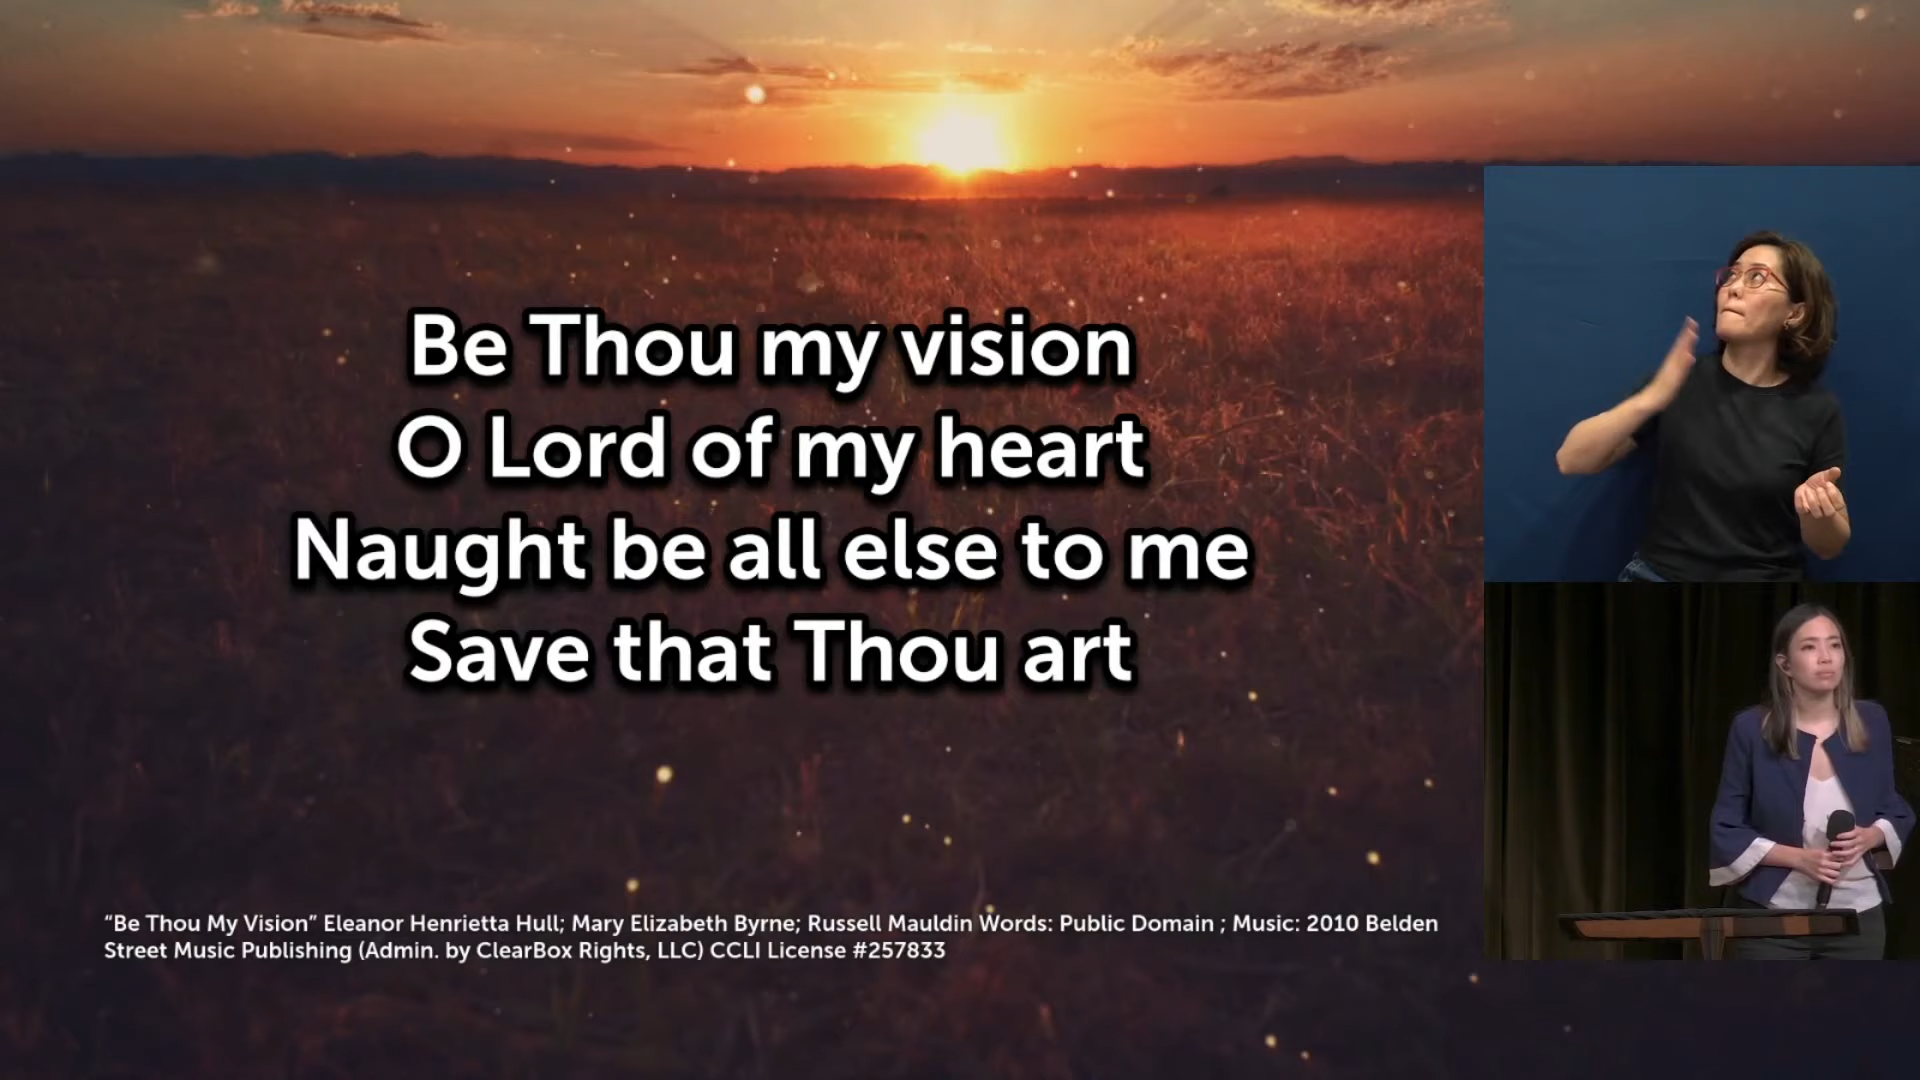 Be Thou my vision
O Lord of my heart
Naught be all else to me
Save that Thou art
“Be Thou My Vision” Eleanor Henrietta Hull; Mary Elizabeth Byrne; Russell Mauldin Words: Public Domain ; Music: 2010 Belden
Street Music Publishing (Admin. by ClearBox Rights, LLC) CCLI License #257833